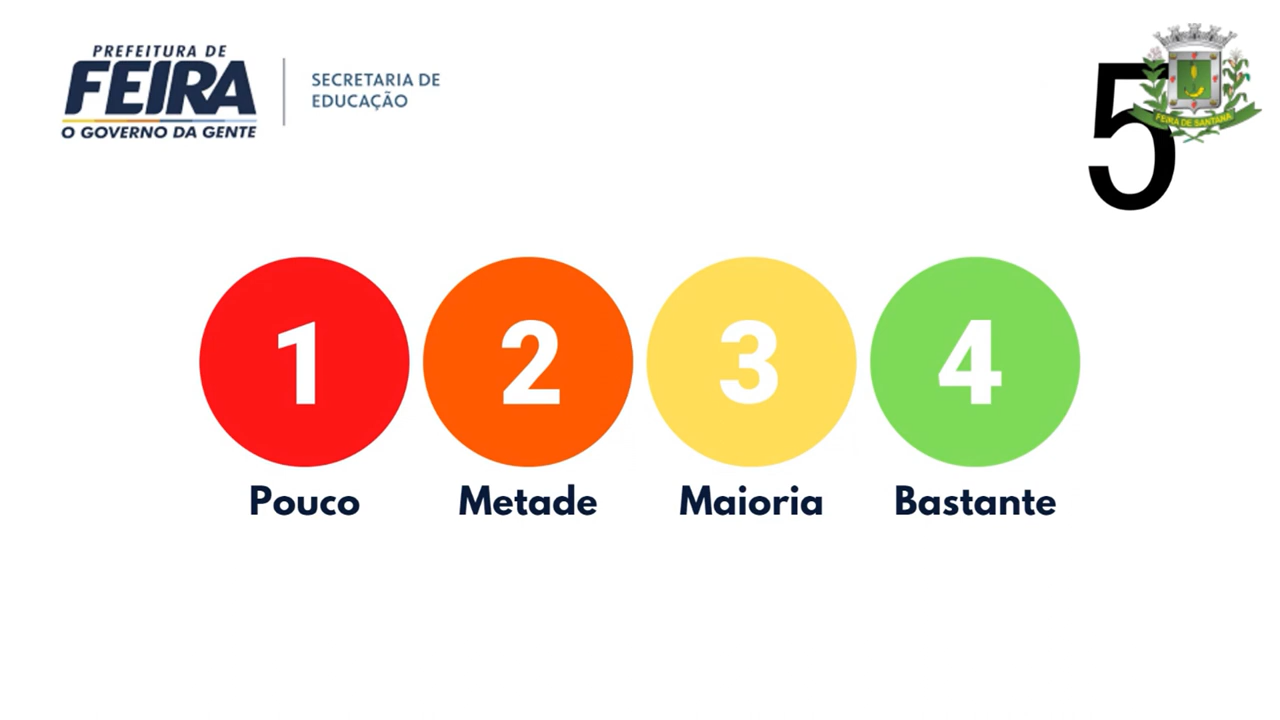 PREFEITURA DE
FEIRA
O GOVERNO DA GENTE
SECRETARIA DE
EDUCAÇÃO
5
FEIRA DE SANTANA
1
2
3
4
Pouco
Metade
Maioria
Bastante